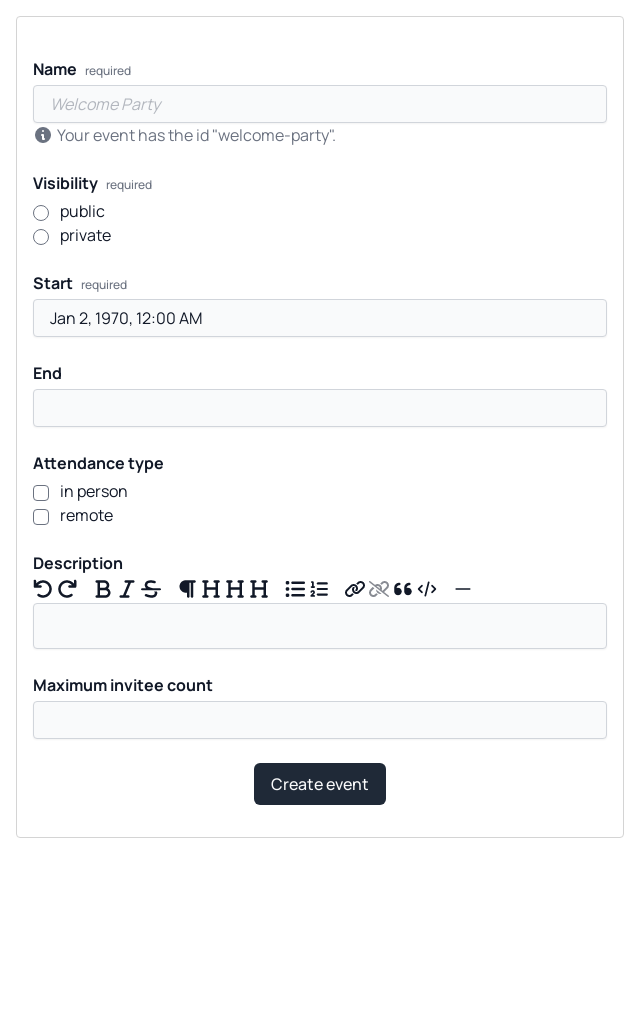 Name required
Welcome Party
Your event has the id "welcome-party".
Visibility required
public
private
Start required
Jan 2, 1970, 12:00 AM
End
Attendance type
in person
remote
Description
Maximum invitee count
Create event